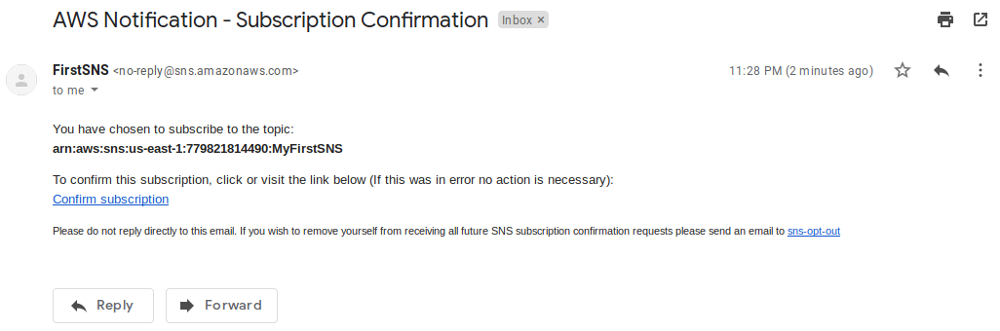 AWS Notification - Subscription Confirmation Inbox ×
FirstSNS <no-reply@sns.amazonaws.com> 11:28 PM (2 minutes ago)
to me
You have chosen to subscribe to the topic:
arn:aws:sns:us-east-1:779821814490:MyFirstSNS
To confirm this subscription, click or visit the link below (If this was in error no action is necessary):
Confirm subscription
Please do not reply directly to this email. If you wish to remove yourself from receiving all future SNS subscription confirmation requests please send an email to sns-opt-out
Reply Forward